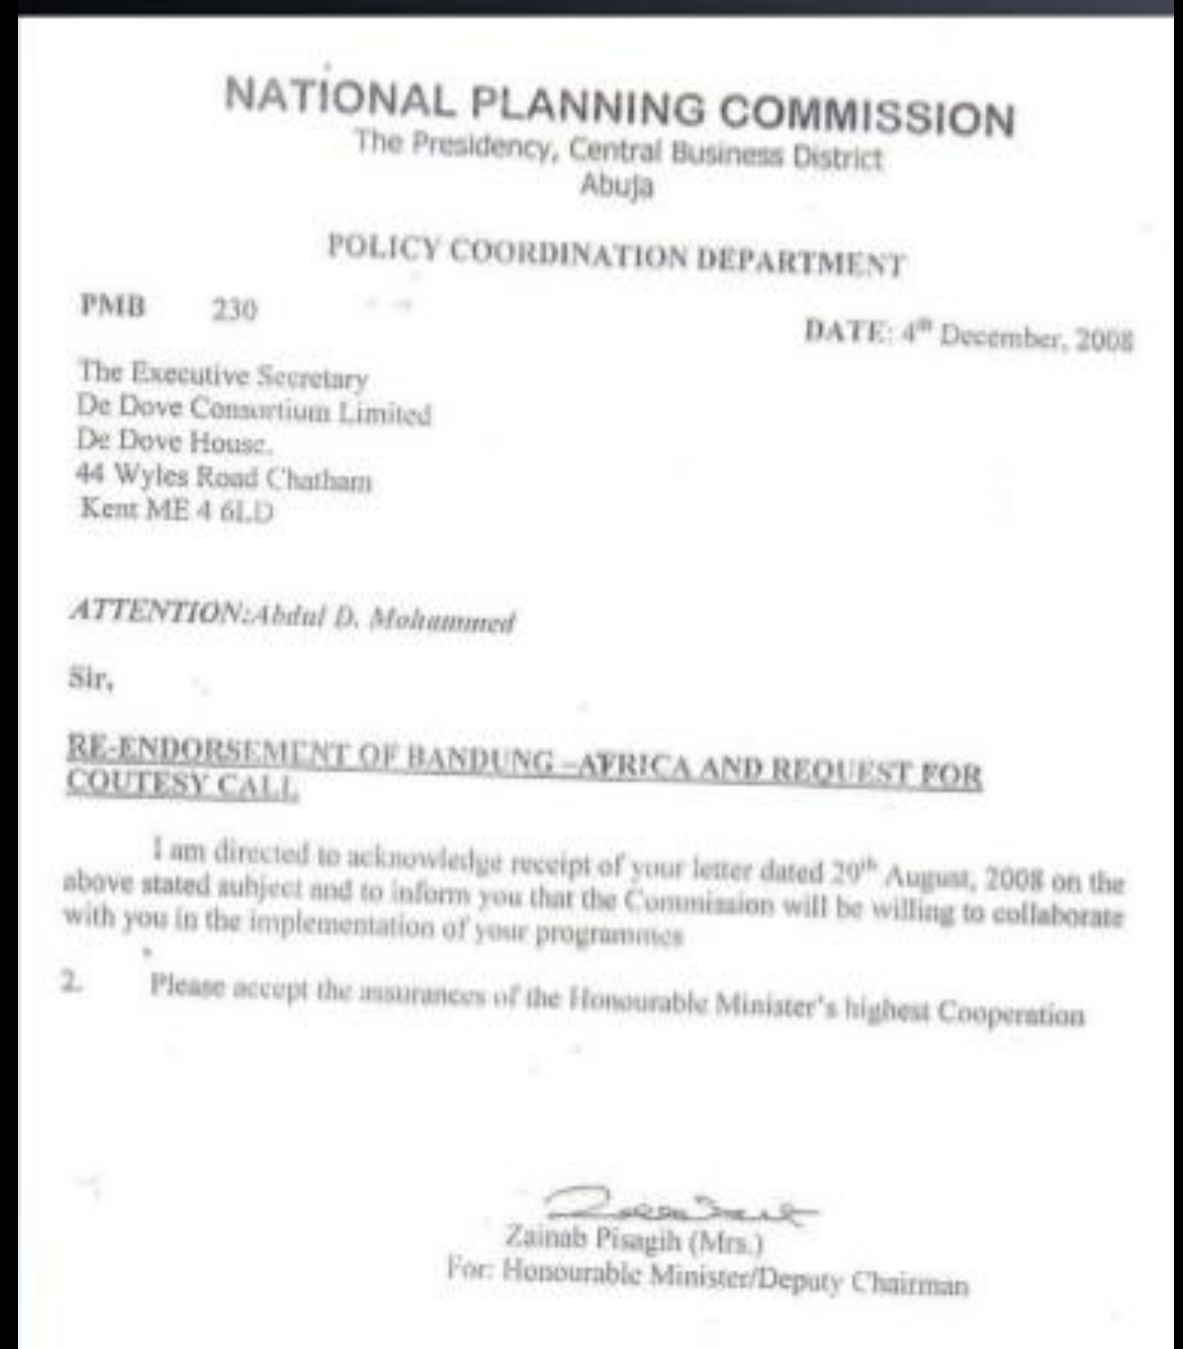 NATIONAL PLANNING COMMISSION
The Presidency, Central Business District
Abuja
POLICY COORDINATION DEPARTMENT
PMB 230
DATE: 4th December, 2008
The Executive Secretary
De Dove Consortium Limited
De Dove House.
44 Wyles Road Chatham
Kent ME 4 6LD
ATTENTION:Abdul D. Mohammed
Sir,
RE-ENDORSEMENT OF BANDUNG –AFRICA AND REQUEST FOR
COUTESY CALL
I am directed to acknowledge receipt of your letter dated 29th August, 2008 on the
above stated subject and to inform you that the Commission will be willing to collaborate
with you in the implementation of your programmes
2. Please accept the assurances of the Honourable Minister's highest Cooperation
Zainab Pisagih (Mrs.)
For: Honourable Minister/Deputy Chairman